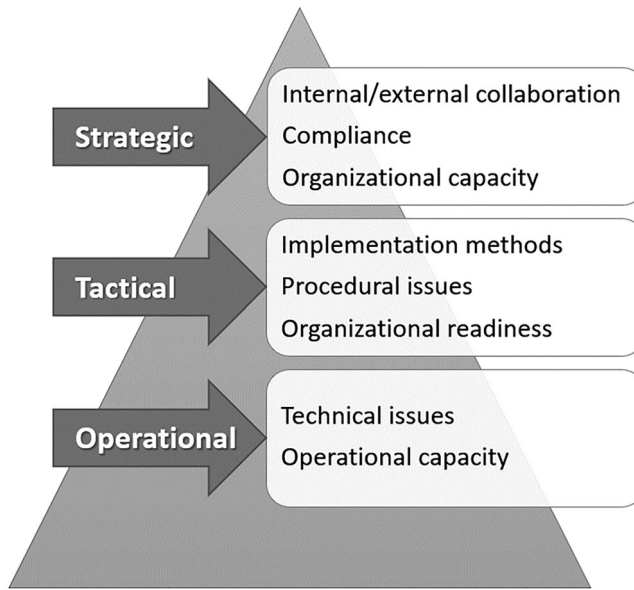 Strategic
Internal/external collaboration
Compliance
Organizational capacity
Tactical
Implementation methods
Procedural issues
Organizational readiness
Operational
Technical issues
Operational capacity